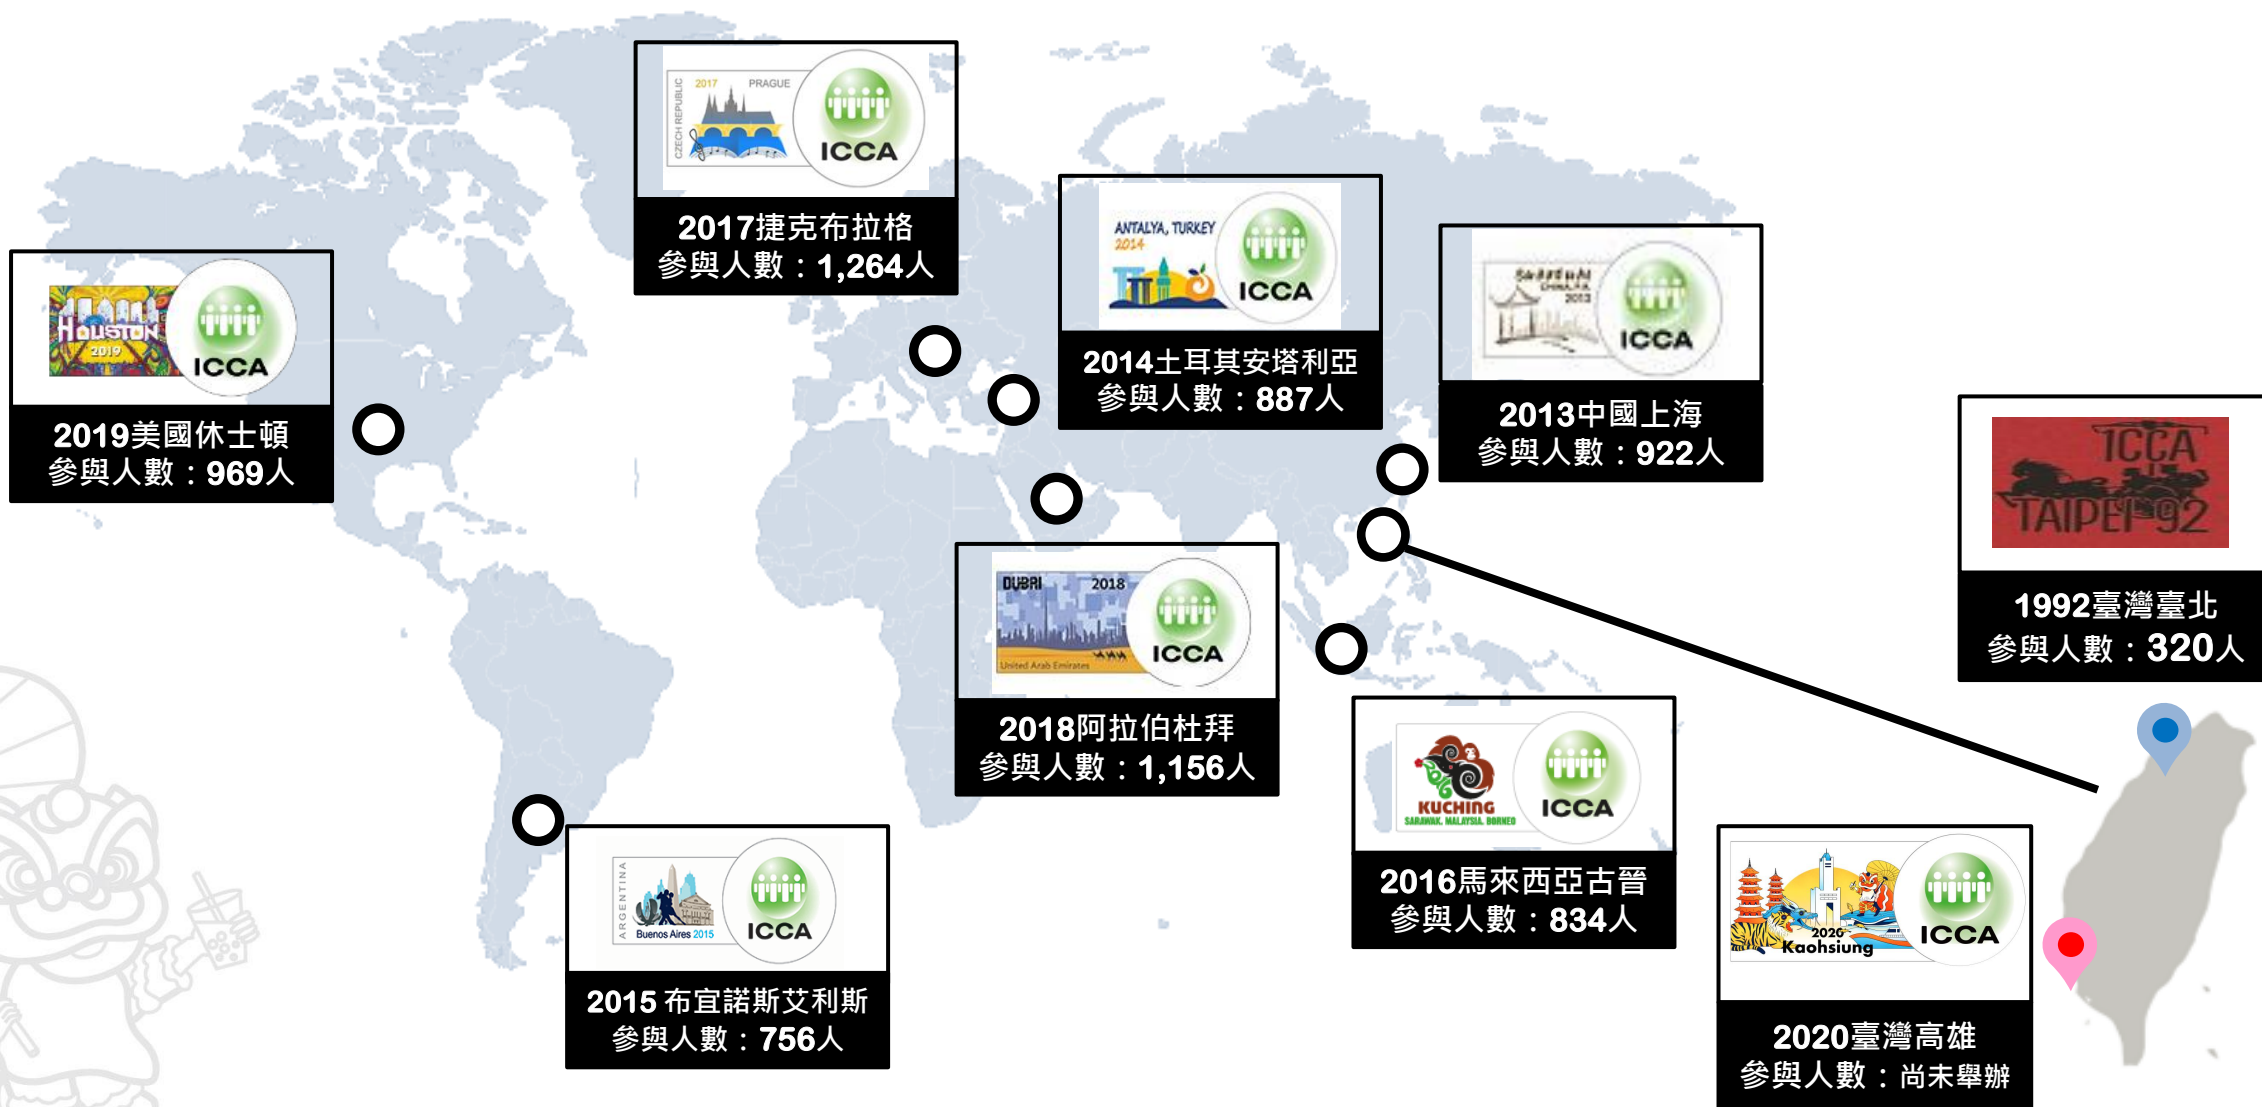 CZECH REPUBLIC
2017 PRAGUE
ICCA
2017捷克布拉格
參與人數：1,264人
ANTALYA, TURKEY
2014
ICCA
2014土耳其安塔利亞
參與人數：887人
SHANGHAI
CHINA, P.R.
2013
ICCA
2013中國上海
參與人數：922人
HOUSTON
2019
ICCA
2019美國休士頓
參與人數：969人
ICCA
TAIPEI 92
1992臺灣臺北
參與人數：320人
DUBAI 2018
United Arab Emirates
ICCA
2018阿拉伯杜拜
參與人數：1,156人
2016
KUCHING
SARAWAK, MALAYSIA, BORNEO
ICCA
2016馬來西亞古晉
參與人數：834人
ARGENTINA
Buenos Aires 2015
ICCA
2015 布宜諾斯艾利斯
參與人數：756人
2020
Kaohsiung
ICCA
2020臺灣高雄
參與人數：尚未舉辦